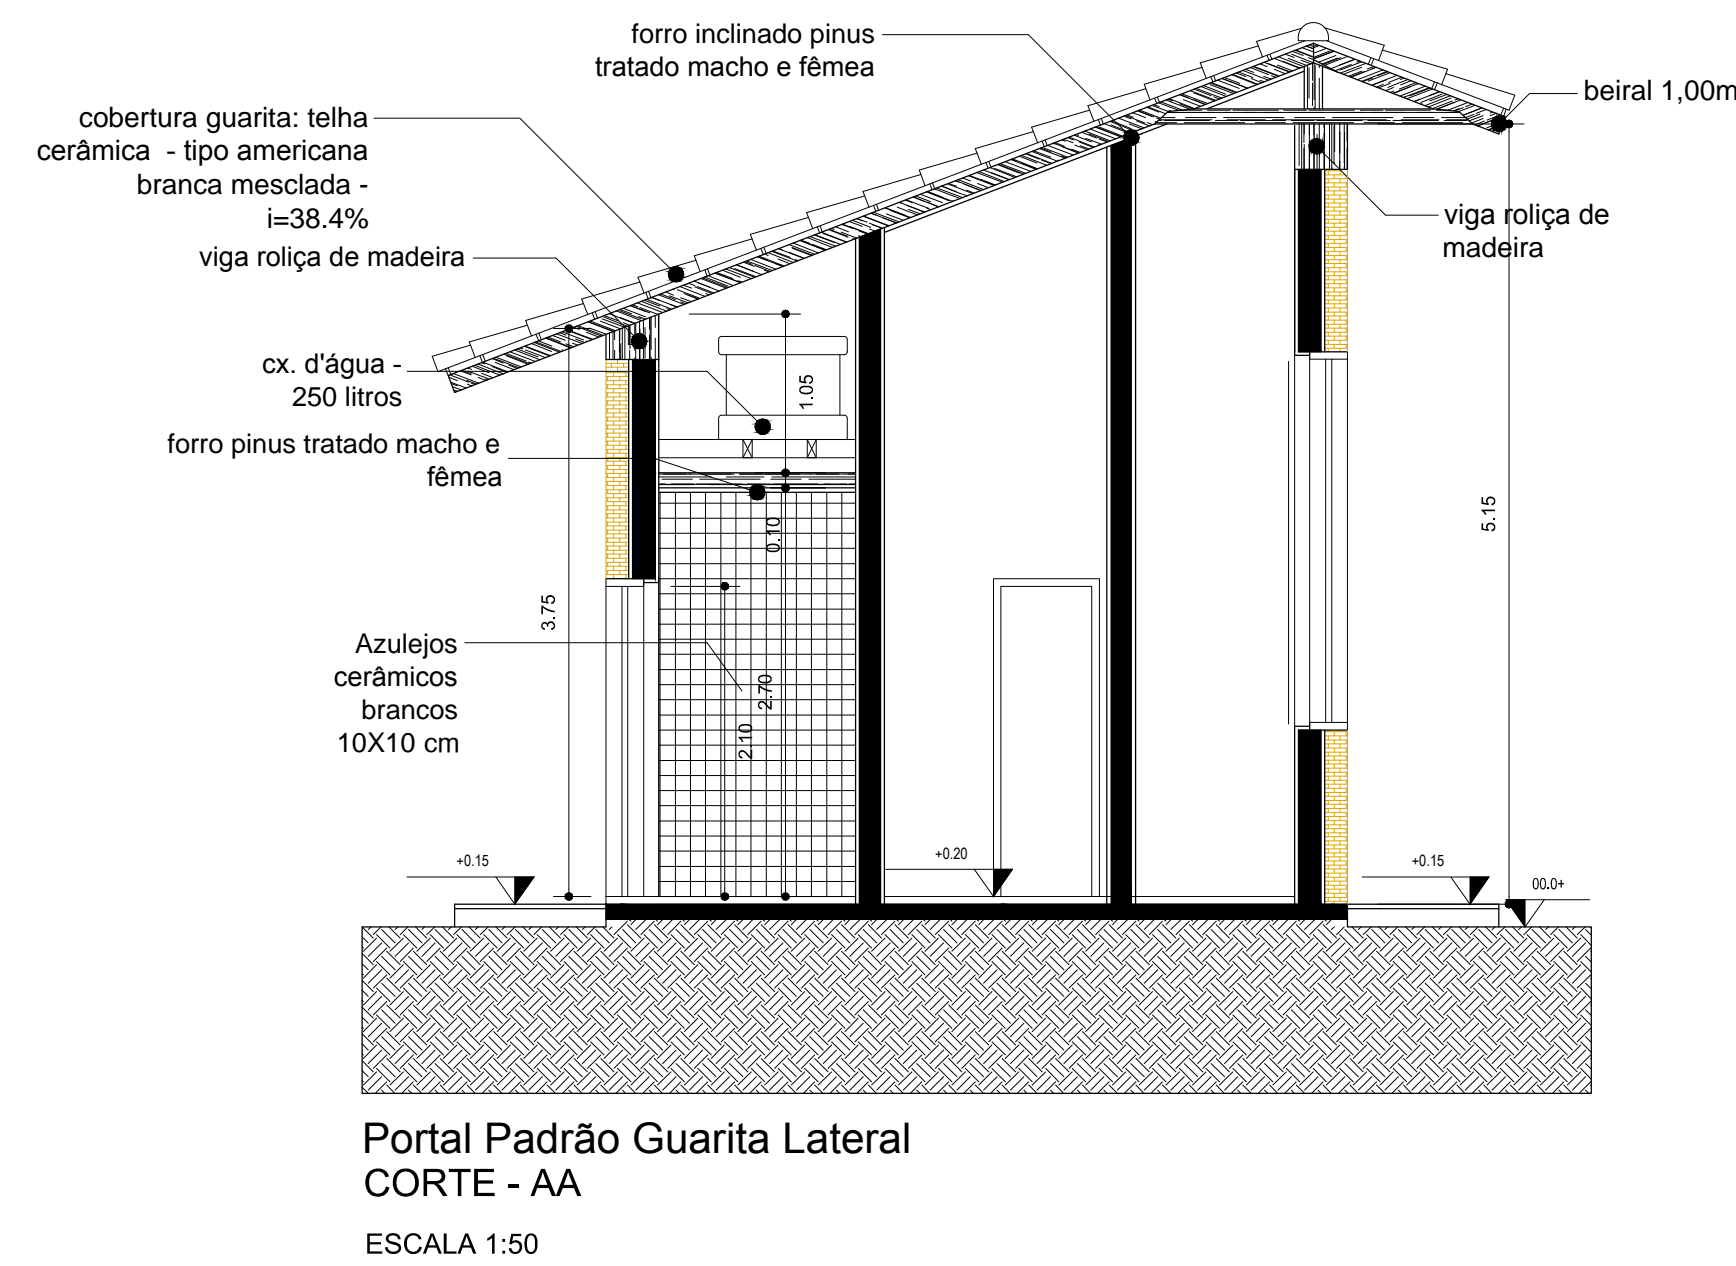 forro inclinado pinus
tratado macho e fêmea
beiral 1,00m
cobertura guarita: telha
cerâmica - tipo americana
branca mesclada -
i=38.4%
viga roliça de madeira
viga roliça de
madeira
cx. d'água -
250 litros
1.05
forro pinus tratado macho e
fêmea
0.10
5.15
3.75
Azulejos
cerâmicos
brancos
10X10 cm
2.70
2.10
+0.15
+0.20
+0.15
00.0+
Portal Padrão Guarita Lateral
CORTE - AA
ESCALA 1:50